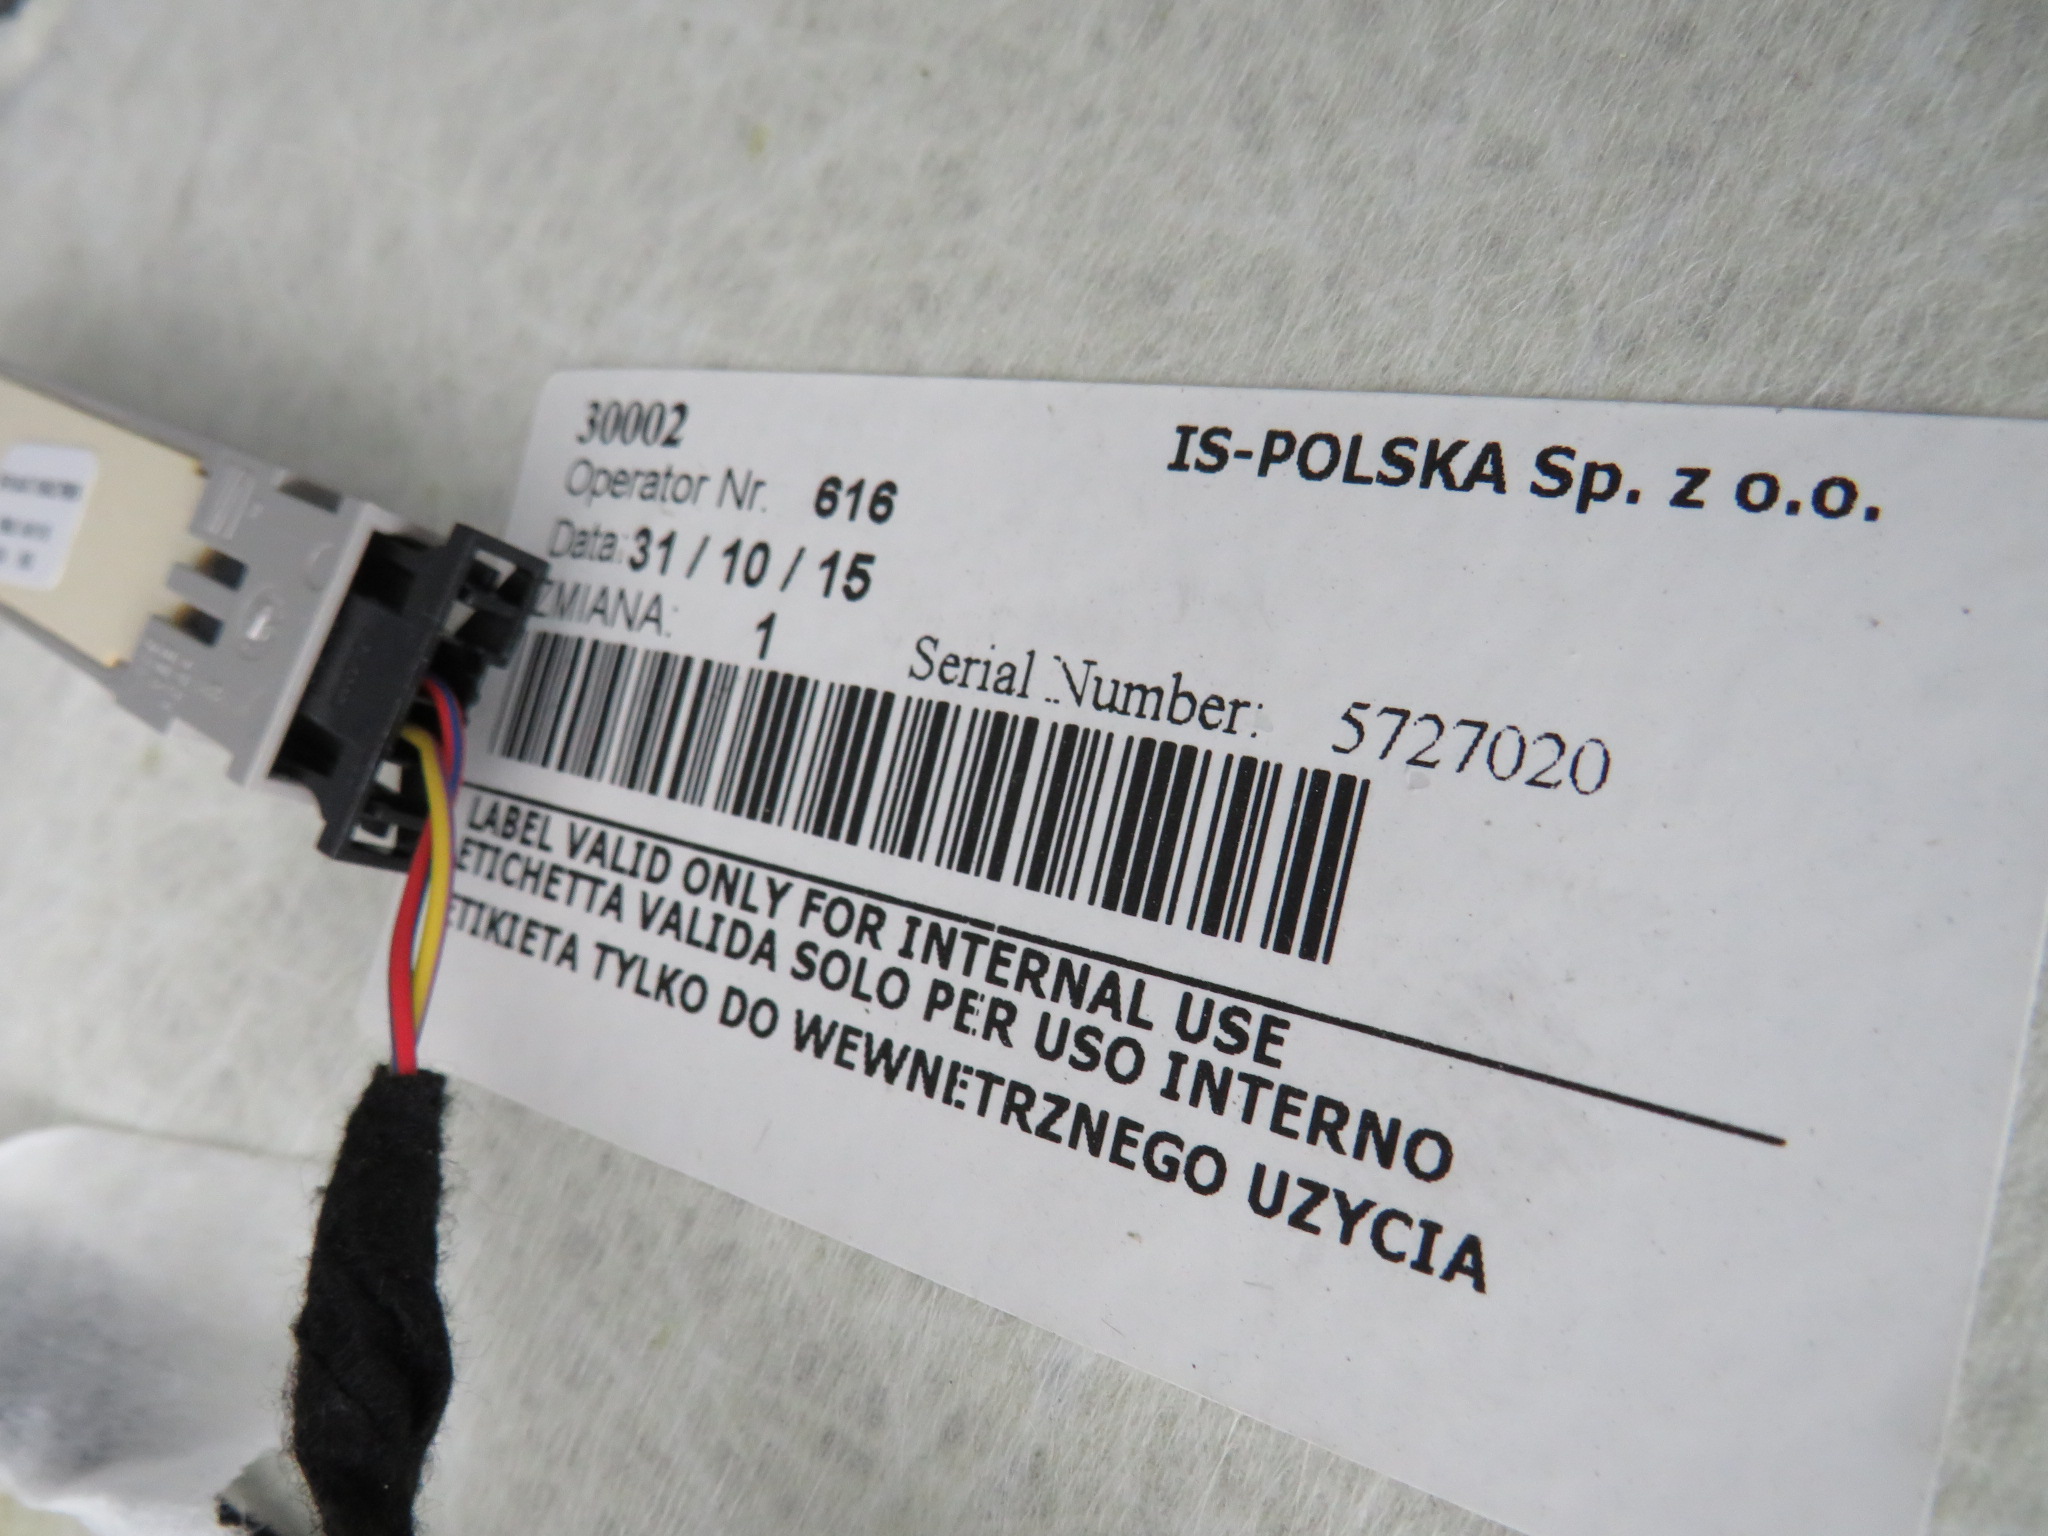 30002
IS-POLSKA Sp. z o.o.
Operator Nr. 616
Data: 31 / 10 / 15
ZMIANA: 1
Serial Number: 5727020
LABEL VALID ONLY FOR INTERNAL USE
ETICHETTA VALIDA SOLO PER USO INTERNO
ETIKIETA TYLKO DO WEWNETRZNEGO UZYCIA